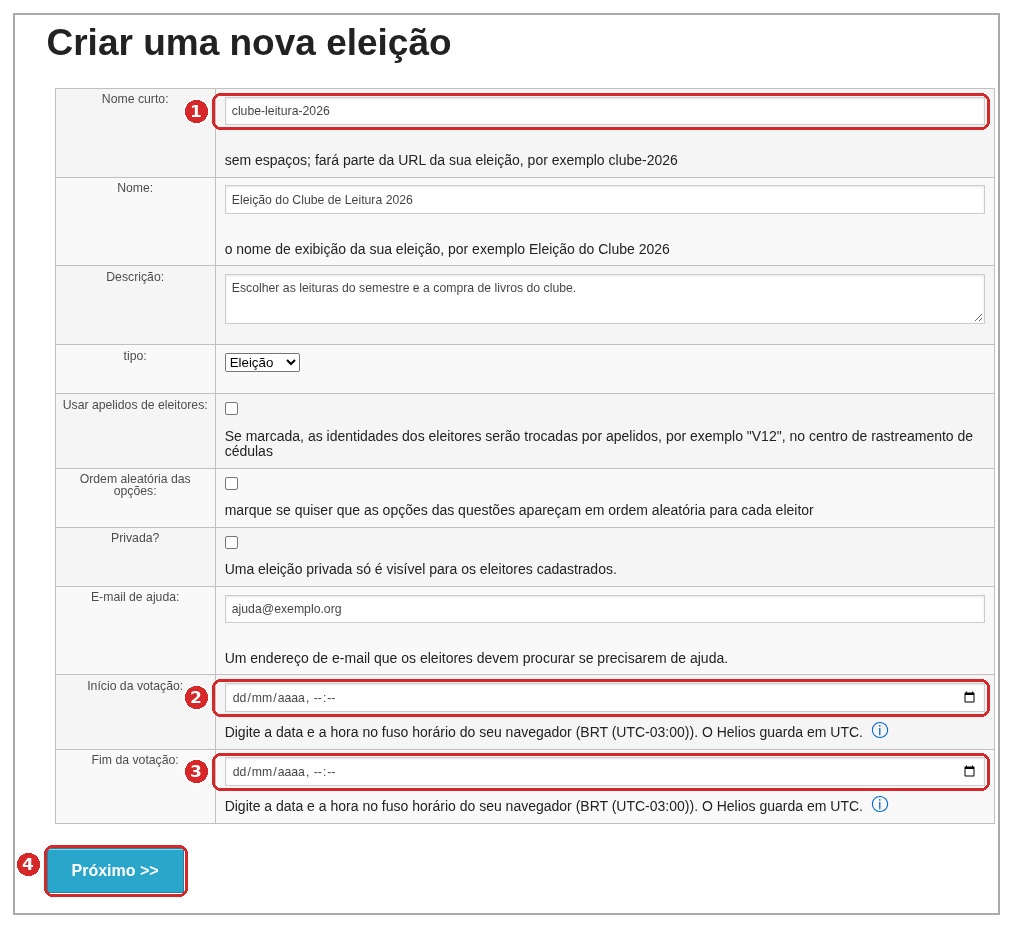 Criar uma nova eleição
Nome curto:
1
clube-leitura-2026
sem espaços; fará parte da URL da sua eleição, por exemplo clube-2026
Nome:
Eleição do Clube de Leitura 2026
o nome de exibição da sua eleição, por exemplo Eleição do Clube 2026
Descrição:
Escolher as leituras do semestre e a compra de livros do clube.
tipo:
Eleição
Usar apelidos de eleitores:
Se marcada, as identidades dos eleitores serão trocadas por apelidos, por exemplo "V12", no centro de rastreamento de
cédulas
Ordem aleatória das
opções:
marque se quiser que as opções das questões apareçam em ordem aleatória para cada eleitor
Privada?
Uma eleição privada só é visível para os eleitores cadastrados.
E-mail de ajuda:
ajuda@exemplo.org
Um endereço de e-mail que os eleitores devem procurar se precisarem de ajuda.
Início da votação:
2
dd/mm/aaaa, --:--
Digite a data e a hora no fuso horário do seu navegador (BRT (UTC-03:00)). O Helios guarda em UTC. ⓘ
Fim da votação:
3
dd/mm/aaaa, --:--
Digite a data e a hora no fuso horário do seu navegador (BRT (UTC-03:00)). O Helios guarda em UTC. ⓘ
4
Próximo >>